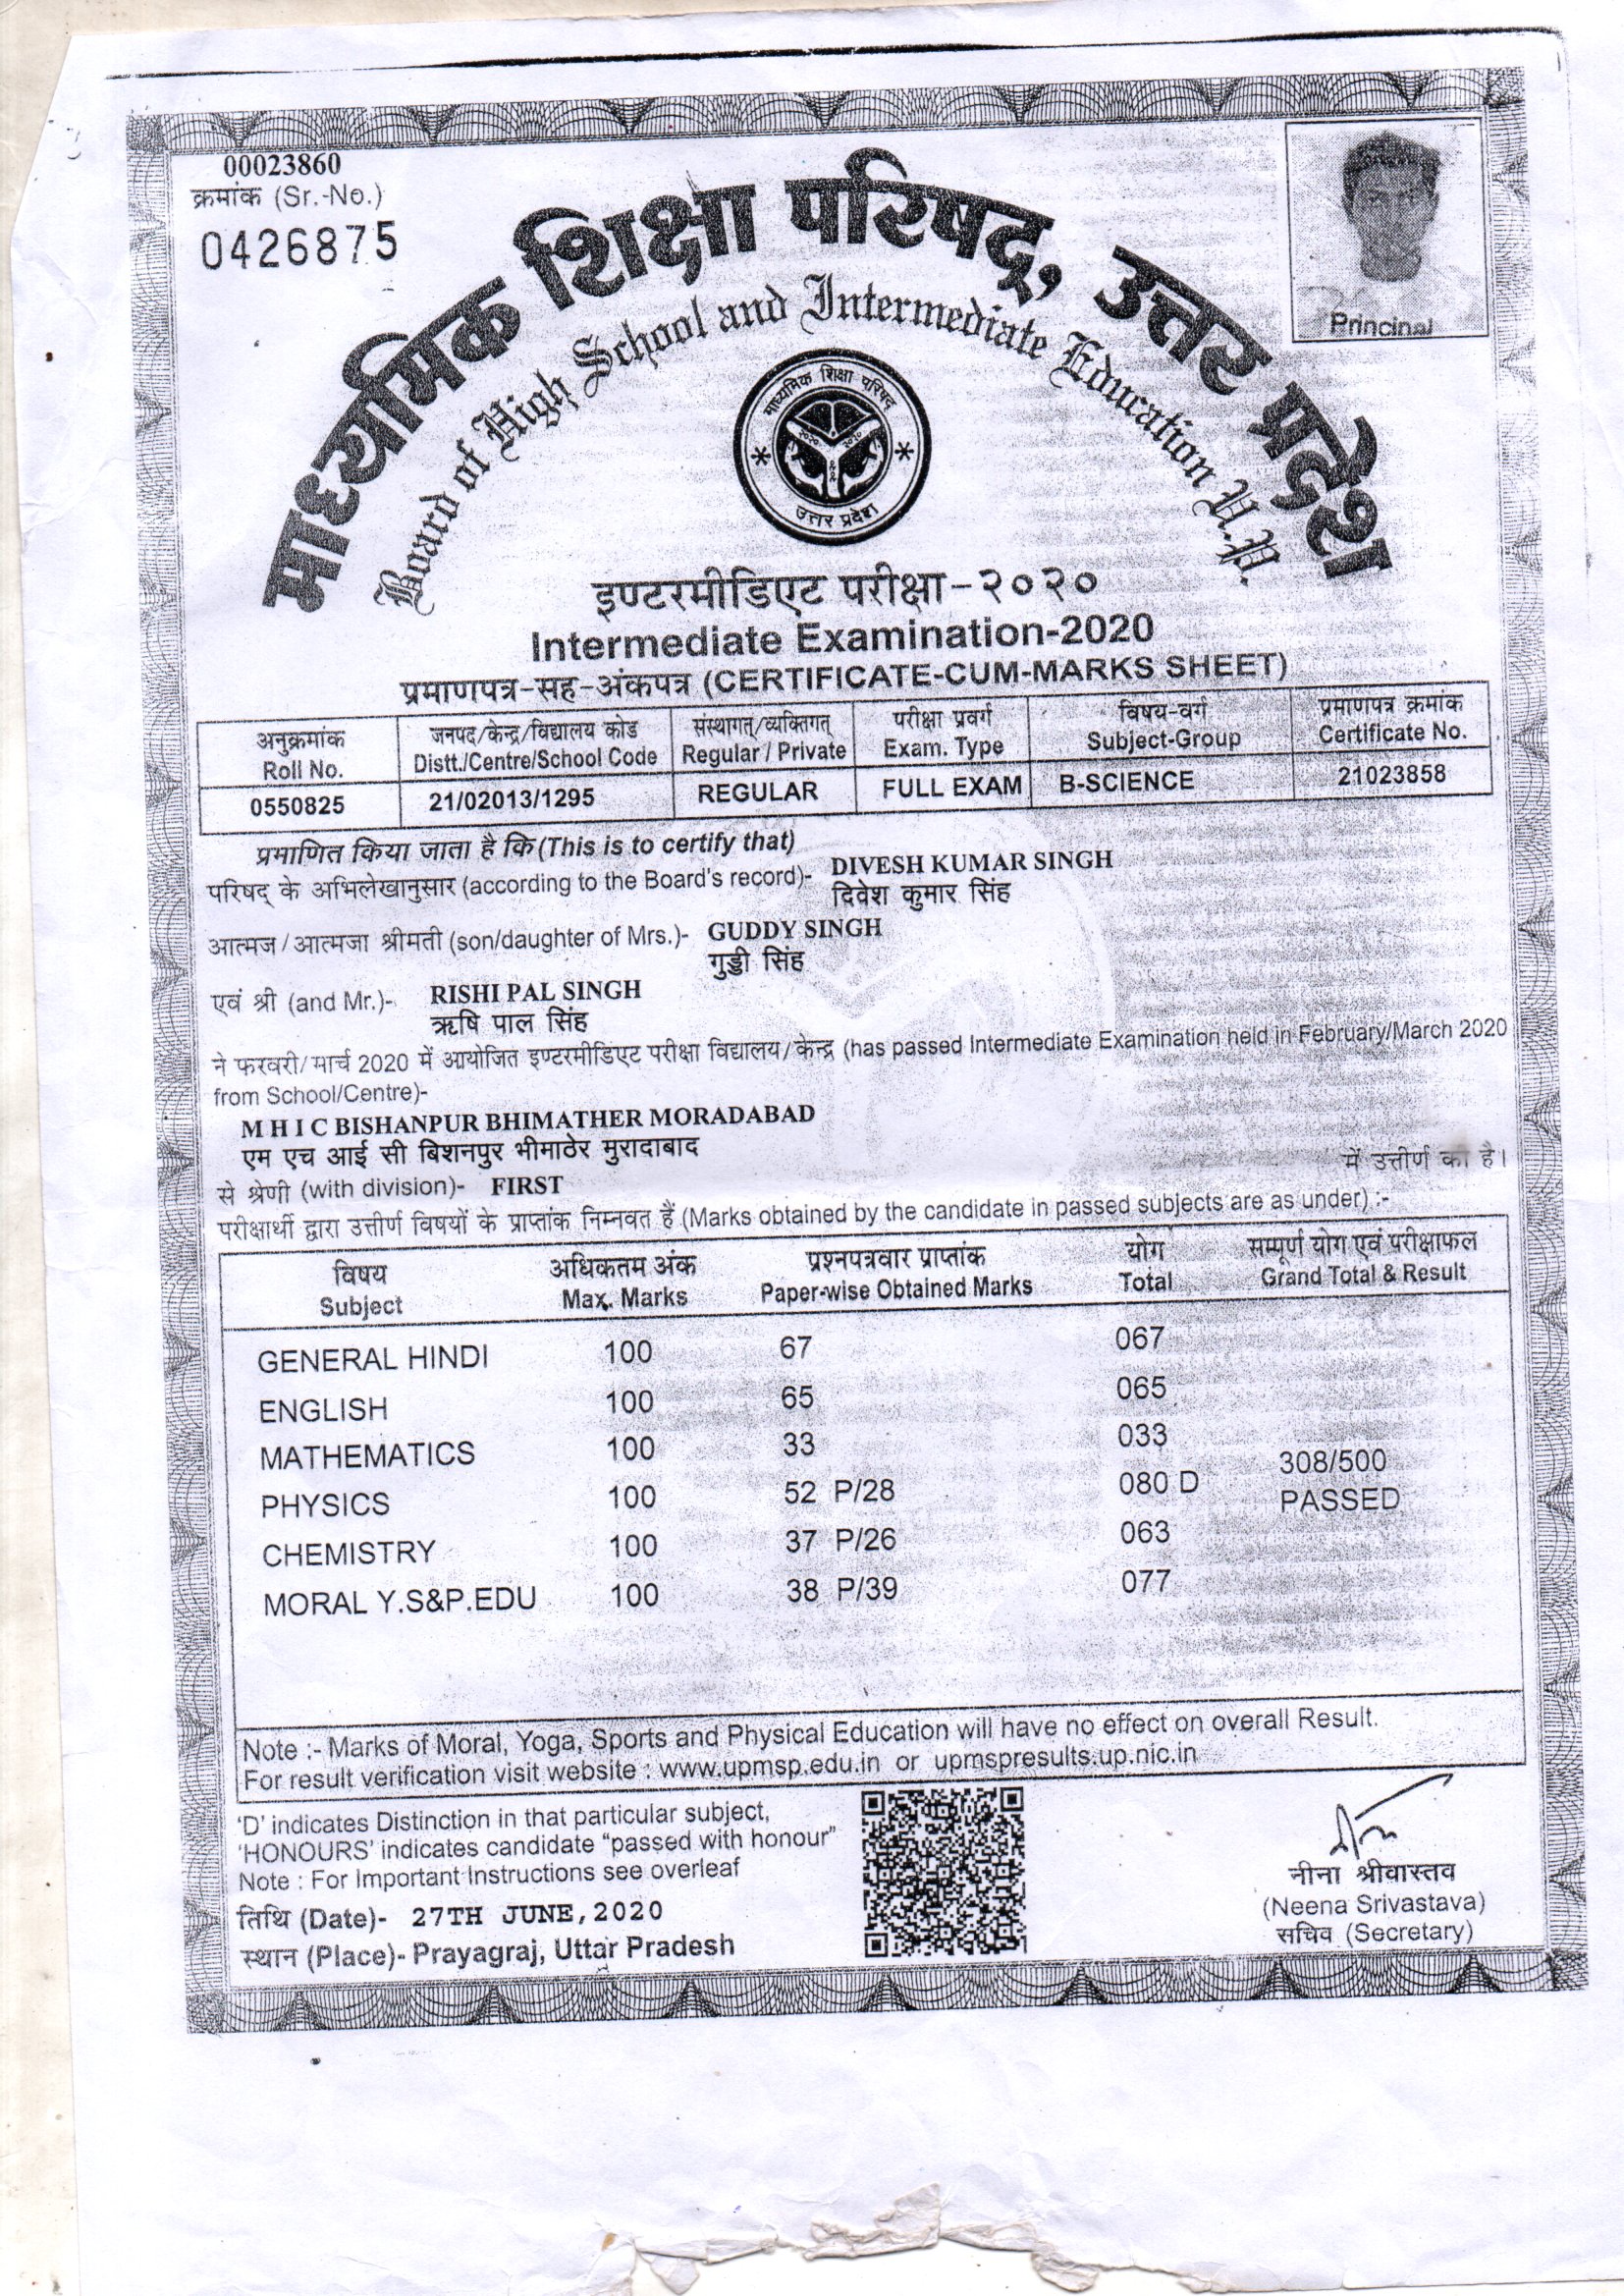 00023860
क्रमांक (Sr.-No.)
0426875
माध्यमिक शिक्षा परिषद्, उत्तर प्रदेश
Board of High School and Intermediate Education U.P.
Principal
माध्यमिक शिक्षा परिषद
उत्तर प्रदेश
इण्टरमीडिएट परीक्षा-२०२०
Intermediate Examination-2020
प्रमाणपत्र-सह-अंकपत्र (CERTIFICATE-CUM-MARKS SHEET)
अनुक्रमांक जनपद/केन्द्र/विद्यालय कोड संस्थागत्/व्यक्तिगत् परीक्षा प्रवर्ग विषय-वर्ग प्रमाणपत्र क्रमांक
Roll No. Distt./Centre/School Code Regular / Private Exam. Type Subject-Group Certificate No.
0550825 21/02013/1295 REGULAR FULL EXAM B-SCIENCE 21023858
प्रमाणित किया जाता है कि (This is to certify that)
परिषद् के अभिलेखानुसार (according to the Board's record)- DIVESH KUMAR SINGH
दिवेश कुमार सिंह
आत्मज/आत्मजा श्रीमती (son/daughter of Mrs.)- GUDDY SINGH
गुड्डी सिंह
एवं श्री (and Mr.)- RISHI PAL SINGH
ऋषि पाल सिंह
ने फरवरी/मार्च 2020 में आयोजित इण्टरमीडिएट परीक्षा विद्यालय/केन्द्र (has passed Intermediate Examination held in February/March 2020
from School/Centre)-
M H I C BISHANPUR BHIMATHER MORADABAD
एम एच आई सी बिशनपुर भीमाठेर मुरादाबाद
में उत्तीर्ण की है।
से श्रेणी (with division)- FIRST
परीक्षार्थी द्वारा उत्तीर्ण विषयों के प्राप्तांक निम्नवत हैं (Marks obtained by the candidate in passed subjects are as under) :-
विषय अधिकतम अंक प्रश्नपत्रवार प्राप्तांक योग सम्पूर्ण योग एवं परीक्षाफल
Subject Max. Marks Paper-wise Obtained Marks Total Grand Total & Result
GENERAL HINDI 100 67 067
ENGLISH 100 65 065
MATHEMATICS 100 33 033
308/500
PHYSICS 100 52 P/28 080 D
PASSED
CHEMISTRY 100 37 P/26 063
MORAL Y.S&P.EDU 100 38 P/39 077
Note :- Marks of Moral, Yoga, Sports and Physical Education will have no effect on overall Result.
For result verification visit website : www.upmsp.edu.in or upmspresults.up.nic.in
'D' indicates Distinction in that particular subject,
'HONOURS' indicates candidate "passed with honour"
Note : For Important Instructions see overleaf
तिथि (Date)- 27TH JUNE,2020
स्थान (Place)- Prayagraj, Uttar Pradesh
नीना श्रीवास्तव
(Neena Srivastava)
सचिव (Secretary)